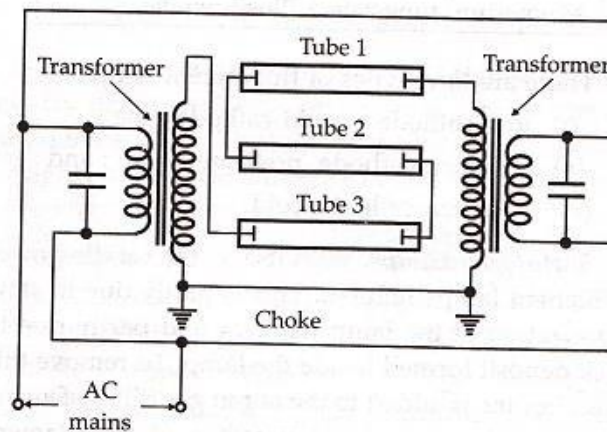 Tube 1
Transformer
Transformer
Tube 2
Tube 3
Choke
AC
mains